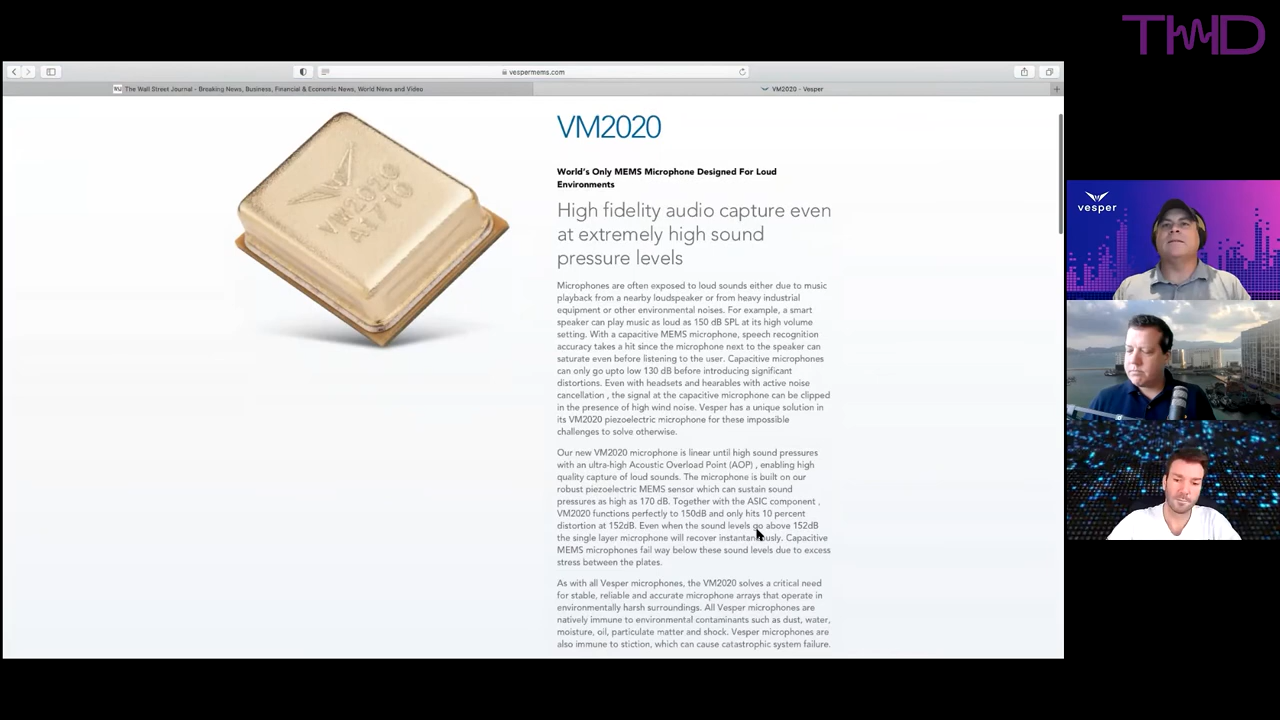 TWD
vespermems.com
The Wall Street Journal - Breaking News, Business, Financial & Economic News, World News and Video
VM2020 - Vesper
VM2020
AI710
VM2020
World's Only MEMS Microphone Designed For Loud
Environments
High fidelity audio capture even
at extremely high sound
pressure levels
Microphones are often exposed to loud sounds either due to music
playback from a nearby loudspeaker or from heavy industrial
equipment or other environmental noises. For example, a smart
speaker can play music as loud as 150 dB SPL at its high volume
setting. With a capacitive MEMS microphone, speech recognition
accuracy takes a hit since the microphone next to the speaker can
saturate even before listening to the user. Capacitive microphones
can only go upto low 130 dB before introducing significant
distortions. Even with headsets and hearables with active noise
cancellation , the signal at the capacitive microphone can be clipped
in the presence of high wind noise. Vesper has a unique solution in
its VM2020 piezoelectric microphone for these impossible
challenges to solve otherwise.
Our new VM2020 microphone is linear until high sound pressures
with an ultra-high Acoustic Overload Point (AOP) , enabling high
quality capture of loud sounds. The microphone is built on our
robust piezoelectric MEMS sensor which can sustain sound
pressures as high as 170 dB. Together with the ASIC component ,
VM2020 functions perfectly to 150dB and only hits 10 percent
distortion at 152dB. Even when the sound levels go above 152dB
the single layer microphone will recover instantaneously. Capacitive
MEMS microphones fail way below these sound levels due to excess
stress between the plates.
As with all Vesper microphones, the VM2020 solves a critical need
for stable, reliable and accurate microphone arrays that operate in
environmentally harsh surroundings. All Vesper microphones are
natively immune to environmental contaminants such as dust, water,
moisture, oil, particulate matter and shock. Vesper microphones are
also immune to stiction, which can cause catastrophic system failure.
vesper